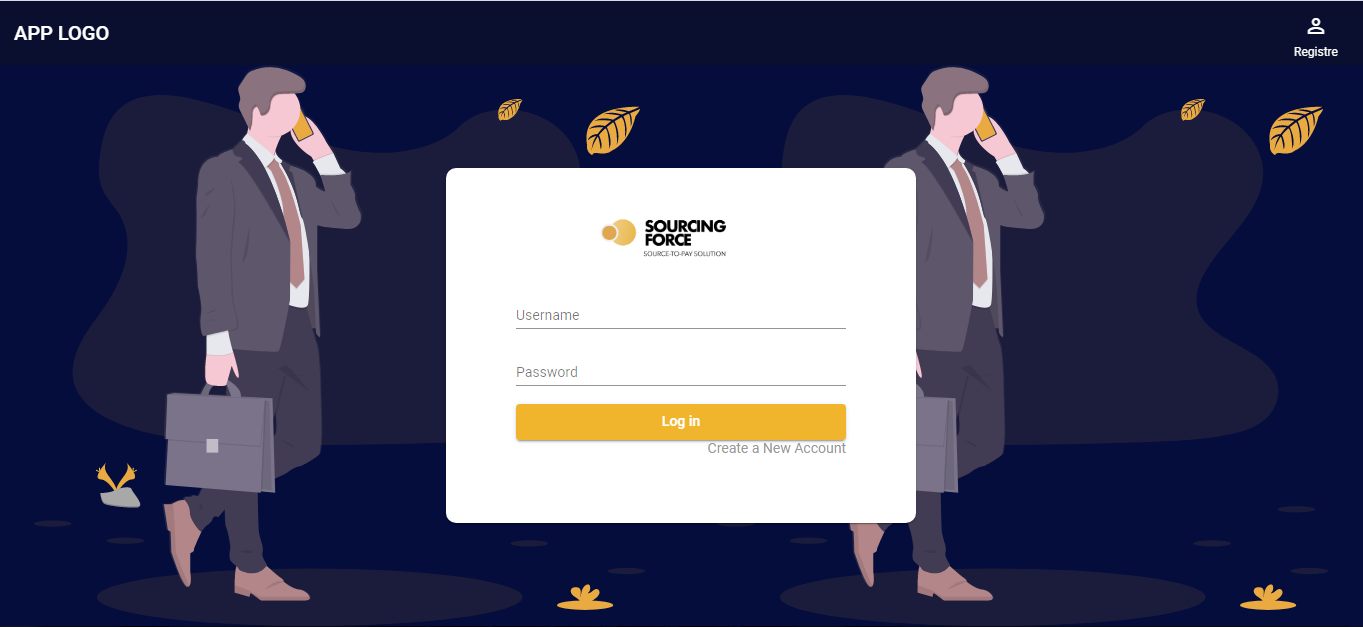 APP LOGO
Registre
SOURCING
FORCE
SOURCE-TO-PAY SOLUTION
Username
Password
Log in
Create a New Account